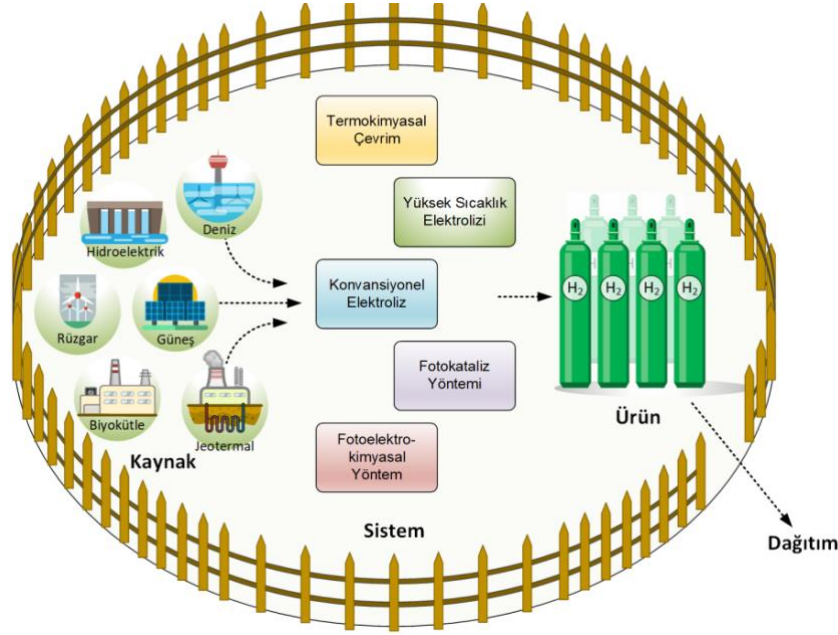 Termokimyasal
Çevrim
Deniz
Yüksek Sıcaklık
Elektrolizi
Hidroelektrik
Konvansiyonel
Elektroliz
H2
H2
H2
H2
Rüzgar
Güneş
Fotokataliz
Yöntemi
Ürün
Biyokütle
Jeotermal
Kaynak
Fotoelektro-
kimyasal
Yöntem
Sistem
Dağıtım